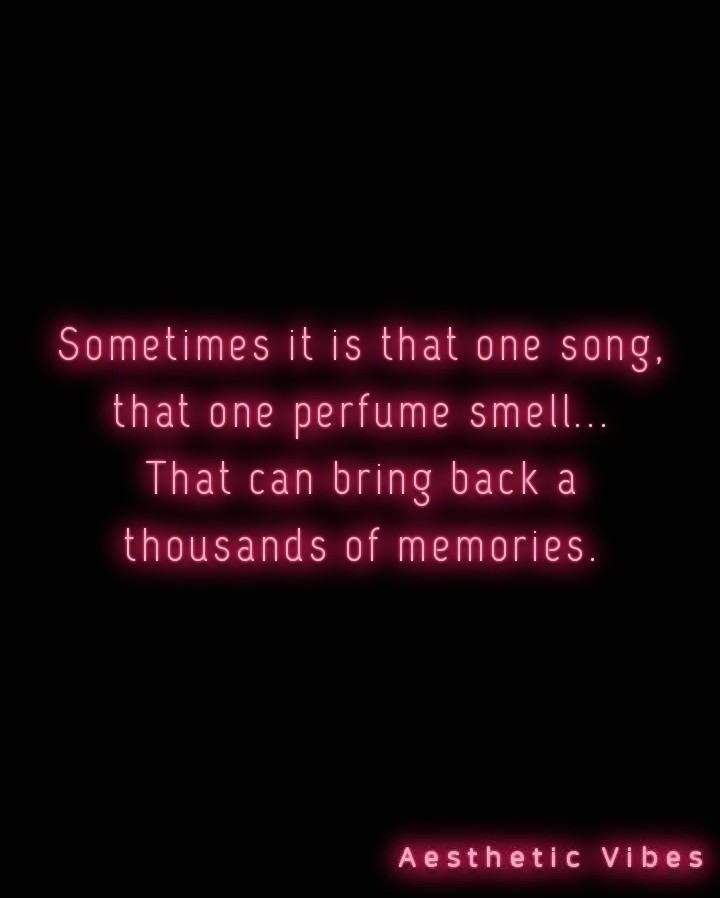 Sometimes it is that one song,
that one perfume smell...
That can bring back a
thousands of memories.
Aesthetic Vibes